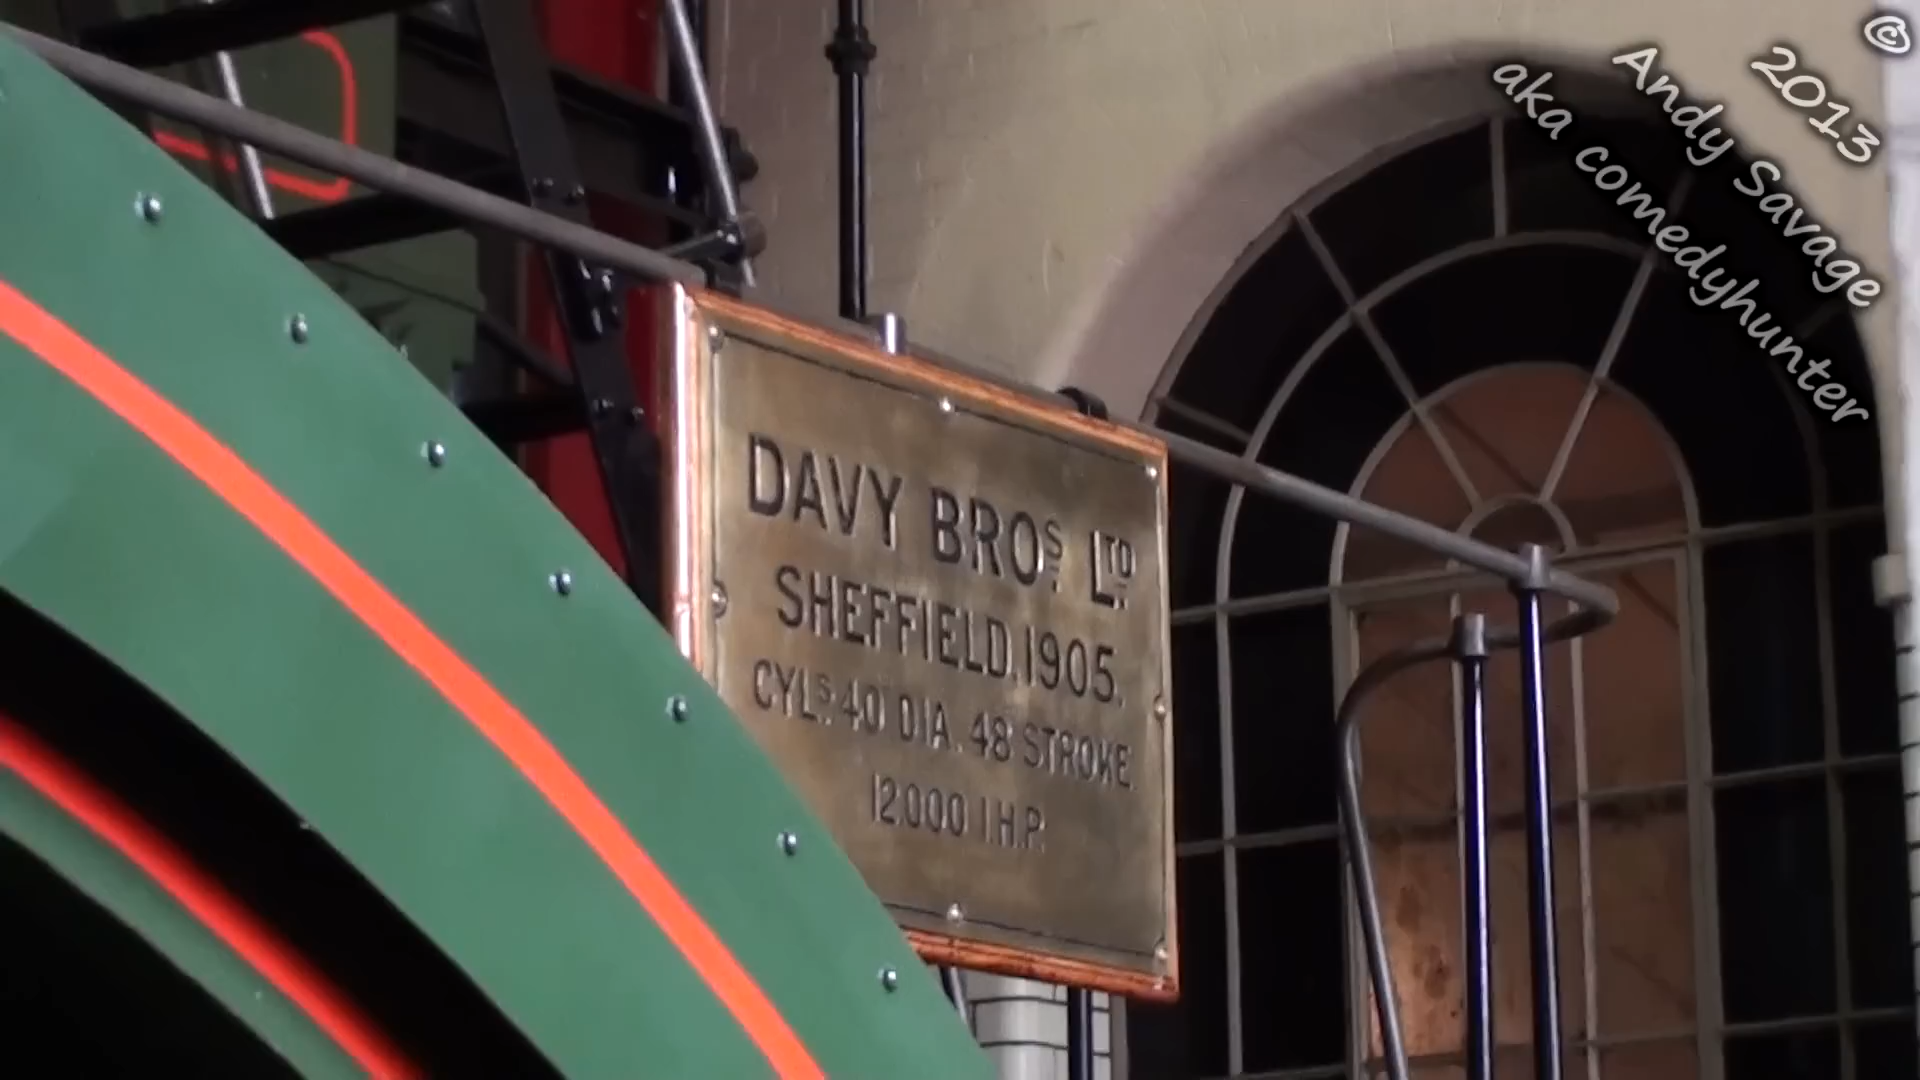 DAVY BROS. LTD.
SHEFFIELD. 1905.
CYLS. 40 DIA. 48 STROKE.
12000 I.H.P.
©
2013
Andy Savage
aka comedyhunter